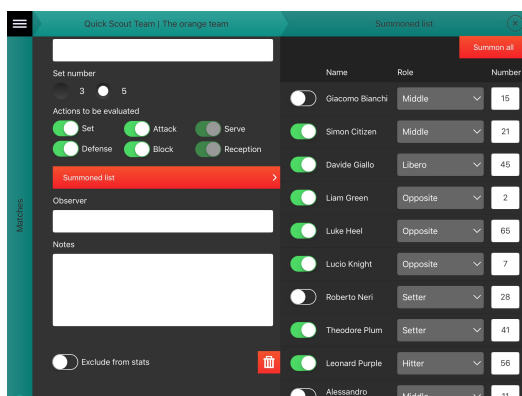 Quick Scout Team | The orange team
Summoned list
Summon all
Set number
3 5
Actions to be evaluated
Set Attack Serve
Defense Block Reception
Summoned list
Observer
Notes
Exclude from stats
Matches
Name Role Number
Giacomo Bianchi Middle 15
Simon Citizen Middle 21
Davide Giallo Libero 45
Liam Green Opposite 2
Luke Heel Opposite 65
Lucio Knight Opposite 7
Roberto Neri Setter 28
Theodore Plum Setter 41
Leonard Purple Hitter 56
Alessandro Middle 11